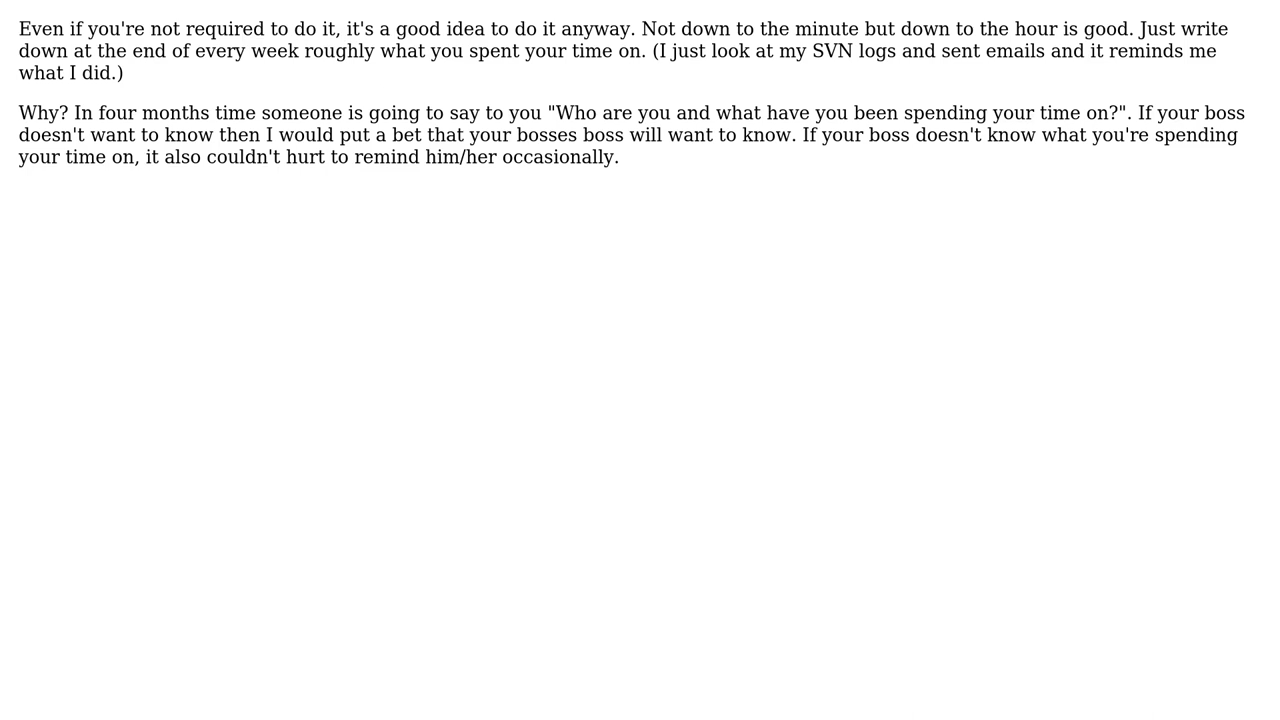 Even if you're not required to do it, it's a good idea to do it anyway. Not down to the minute but down to the hour is good. Just write
down at the end of every week roughly what you spent your time on. (I just look at my SVN logs and sent emails and it reminds me
what I did.)
Why? In four months time someone is going to say to you "Who are you and what have you been spending your time on?". If your boss
doesn't want to know then I would put a bet that your bosses boss will want to know. If your boss doesn't know what you're spending
your time on, it also couldn't hurt to remind him/her occasionally.